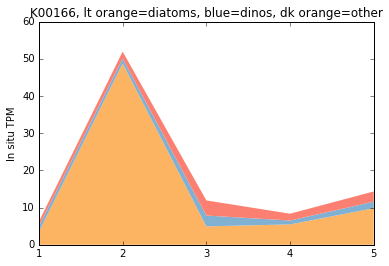 K00166, lt orange=diatoms, blue=dinos, dk orange=other
60
50
40
30
20
10
0
In situ TPM
1 2 3 4 5